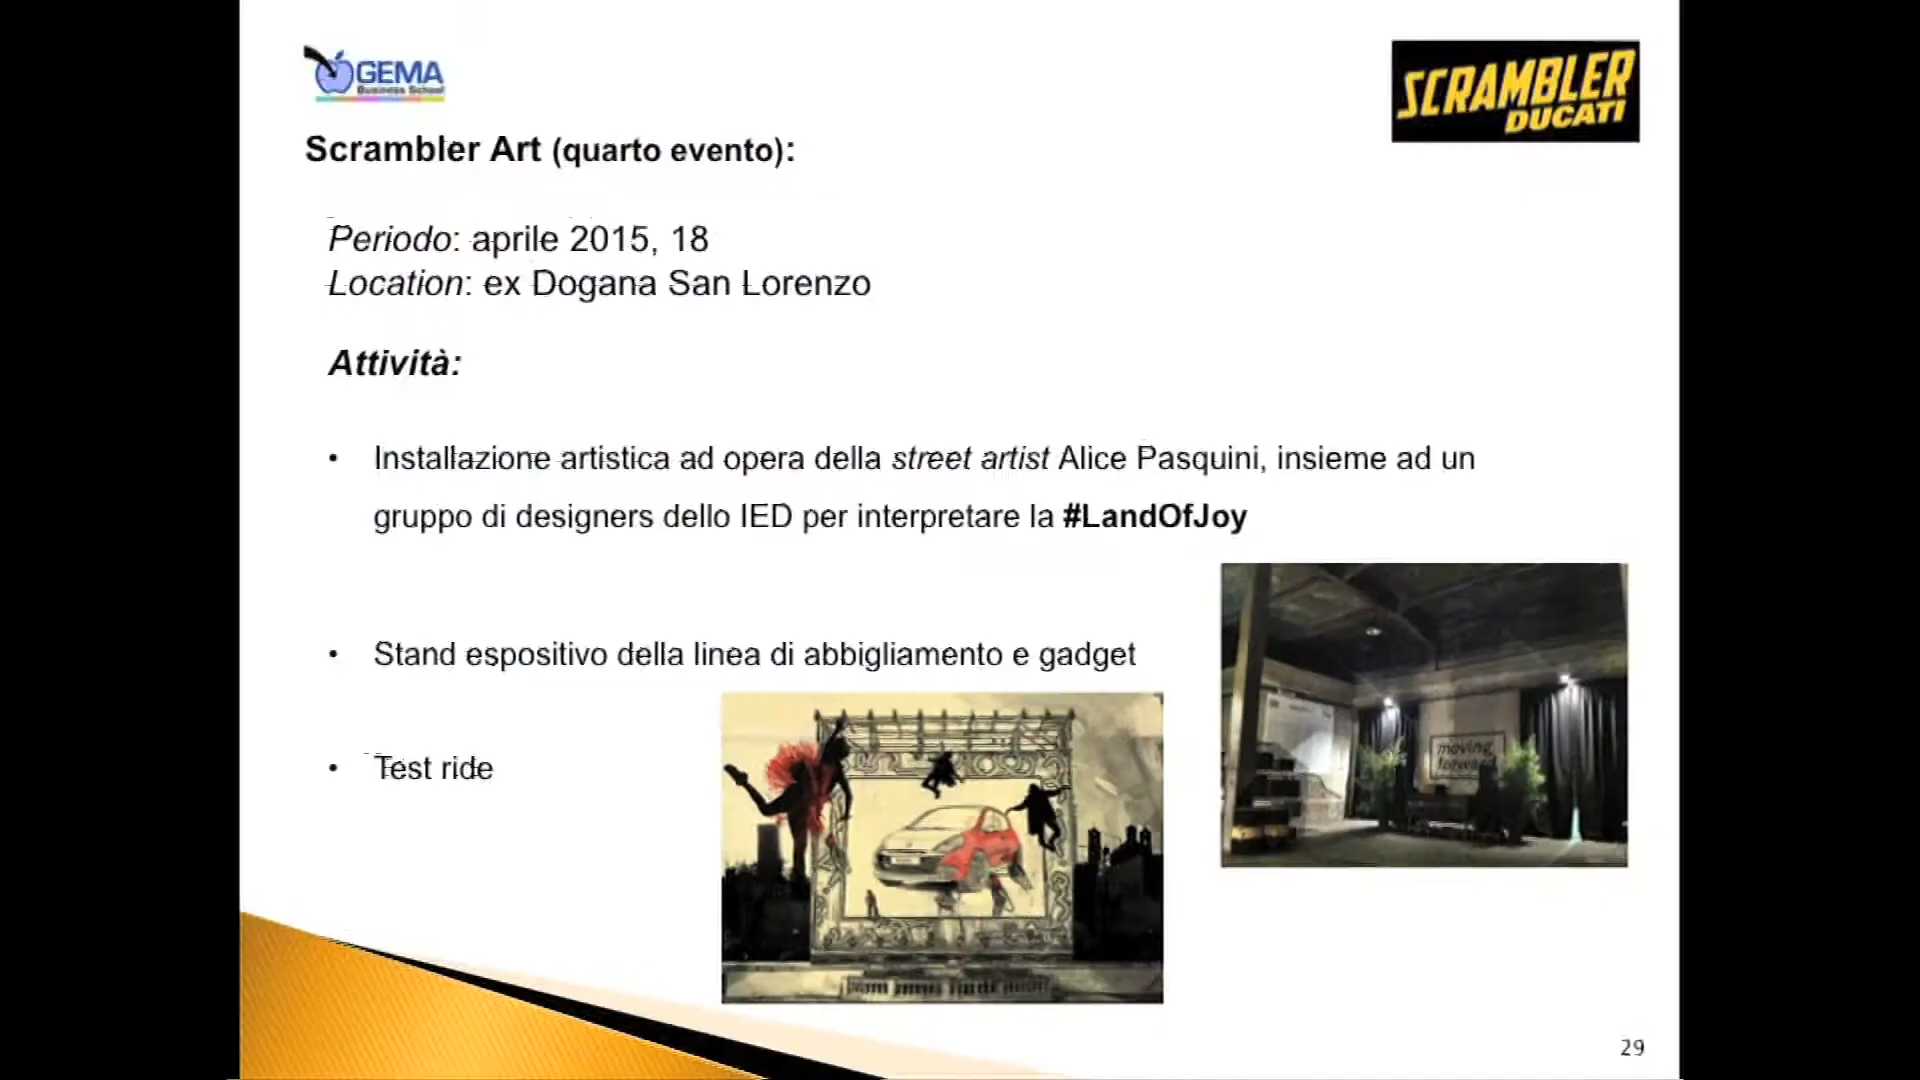 GEMA
Business School
SCRAMBLER
DUCATI
Scrambler Art (quarto evento):
Periodo: aprile 2015, 18
Location: ex Dogana San Lorenzo
Attività:
• Installazione artistica ad opera della street artist Alice Pasquini, insieme ad un
gruppo di designers dello IED per interpretare la #LandOfJoy
• Stand espositivo della linea di abbigliamento e gadget
• Test ride
moving
forward
29